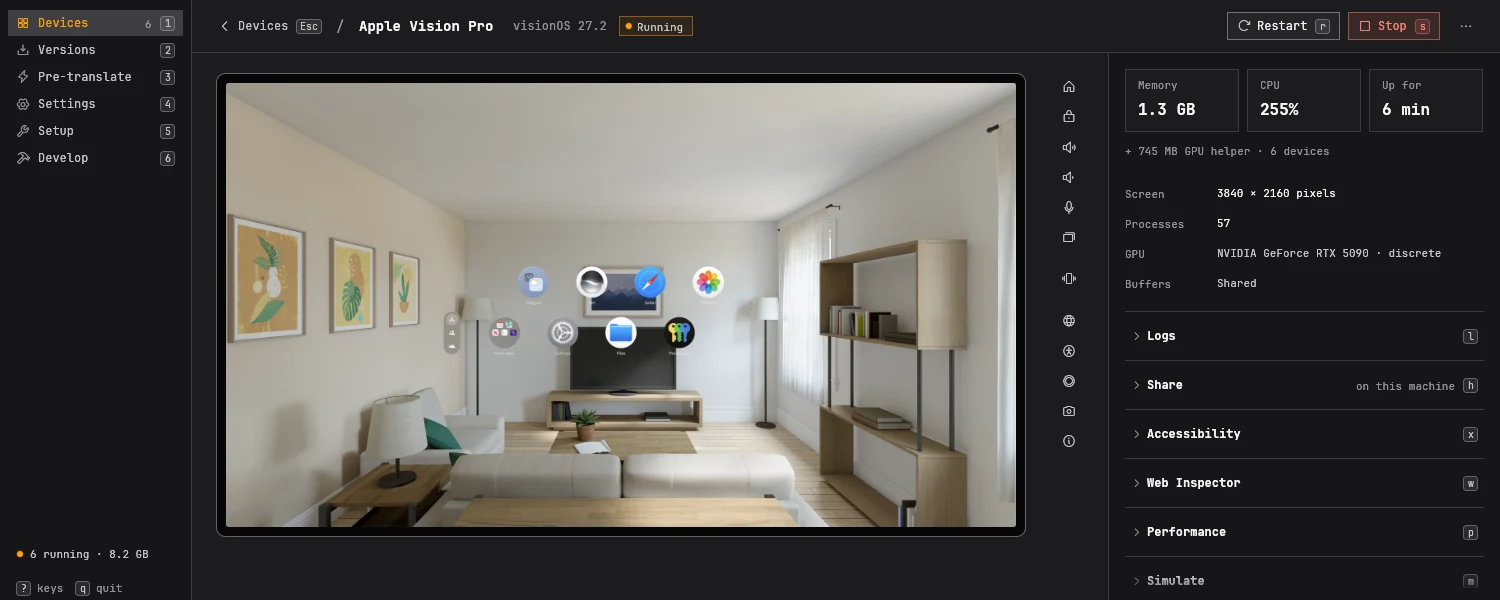 Devices 6 1
Versions 2
Pre-translate 3
Settings 4
Setup 5
Develop 6
6 running · 8.2 GB
? keys q quit
Devices Esc / Apple Vision Pro visionOS 27.2 Running
Restart r Stop s ...
Memory
1.3 GB
CPU
255%
Up for
6 min
+ 745 MB GPU helper · 6 devices
Screen 3840 × 2160 pixels
Processes 57
GPU NVIDIA GeForce RTX 5090 · discrete
Buffers Shared
Logs l
Share on this machine h
Accessibility x
Web Inspector w
Performance p
Simulate m
Safari
Settings
Files